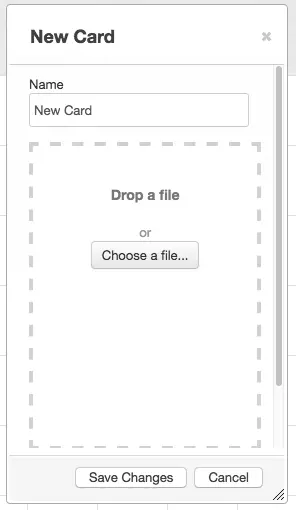 New Card
Name
New Card
Drop a file
or
Choose a file...
Save Changes
Cancel